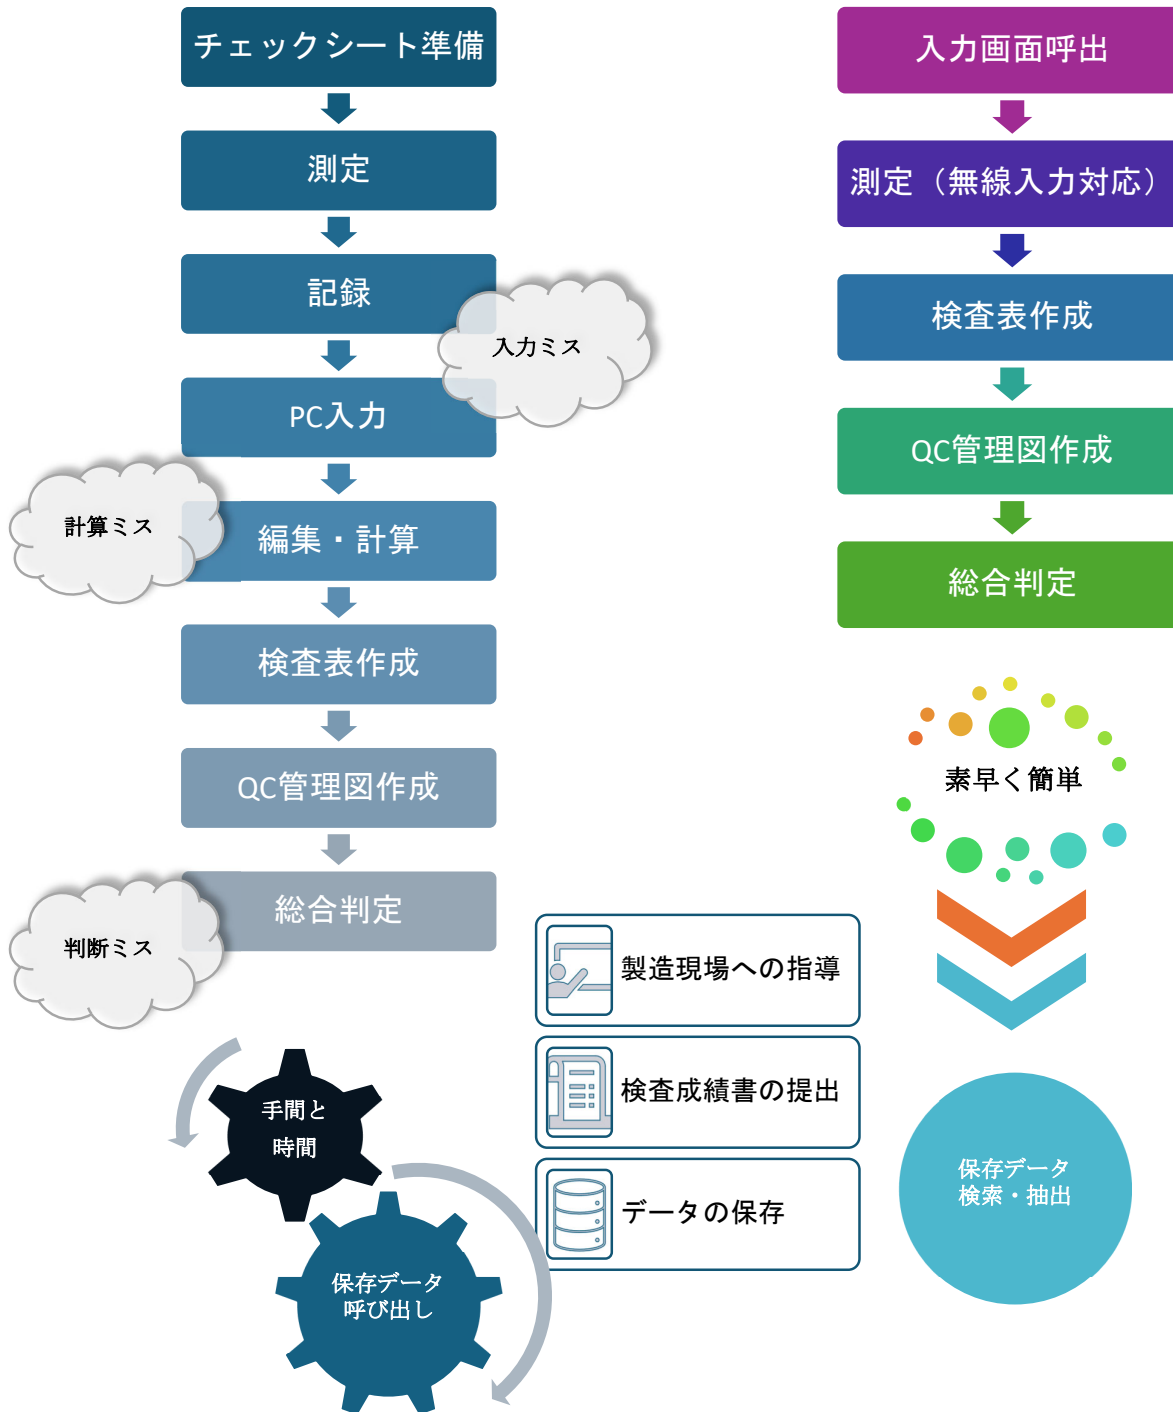 チェックシート準備
測定
記録
入力ミス
PC入力
計算ミス
編集・計算
検査表作成
QC管理図作成
総合判定
判断ミス
手間と
時間
保存データ
呼び出し
製造現場への指導
検査成績書の提出
データの保存
入力画面呼出
測定（無線入力対応）
検査表作成
QC管理図作成
総合判定
素早く簡単
保存データ
検索・抽出